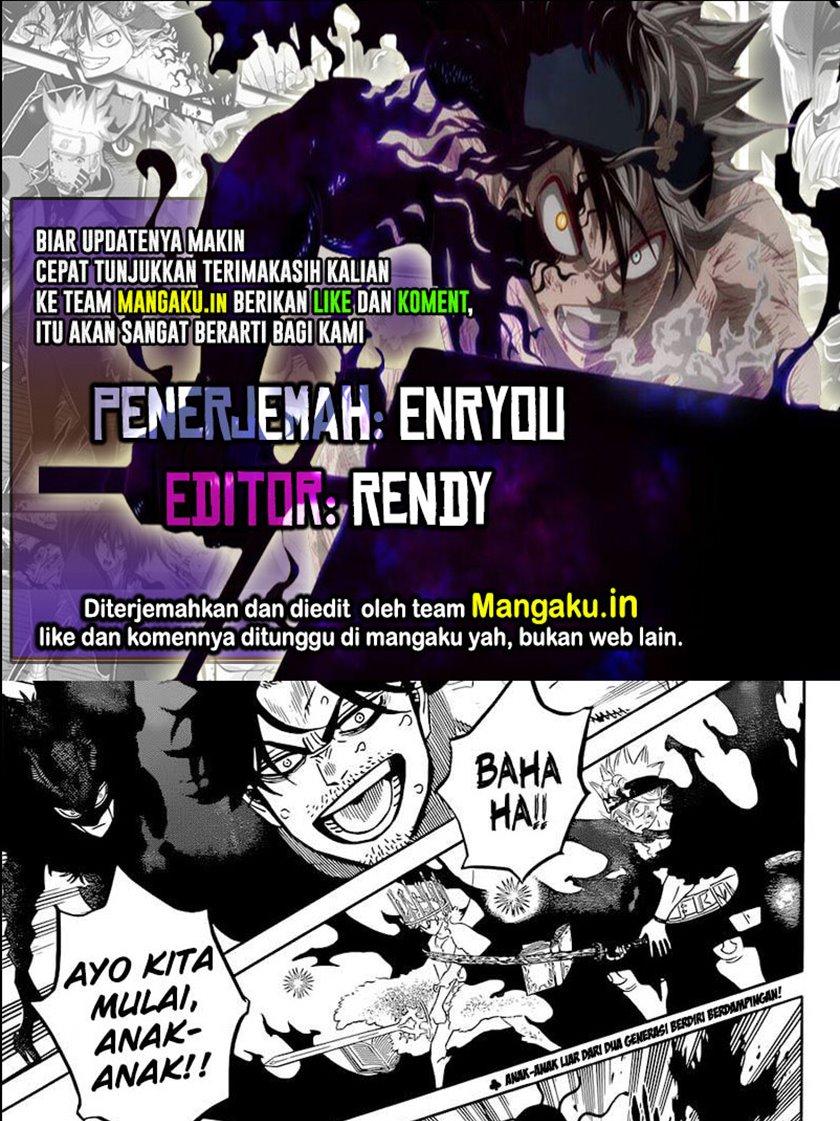 BIAR UPDATENYA MAKIN
CEPAT TUNJUKKAN TERIMAKASIH KALIAN
KE TEAM MANGAKU.IN BERIKAN LIKE DAN KOMENT,
ITU AKAN SANGAT BERARTI BAGI KAMI
PENERJEMAH: ENRYOU
EDITOR: RENDY
Diterjemahkan dan diedit oleh team Mangaku.in
like dan komennya ditunggu di mangaku yah, bukan web lain.
BAHA
HA!!
AYO KITA
MULAI,
ANAK-
ANAK!!
ANAK-ANAK LIAR DARI DUA GENERASI BERDIRI BERDAMPINGAN!